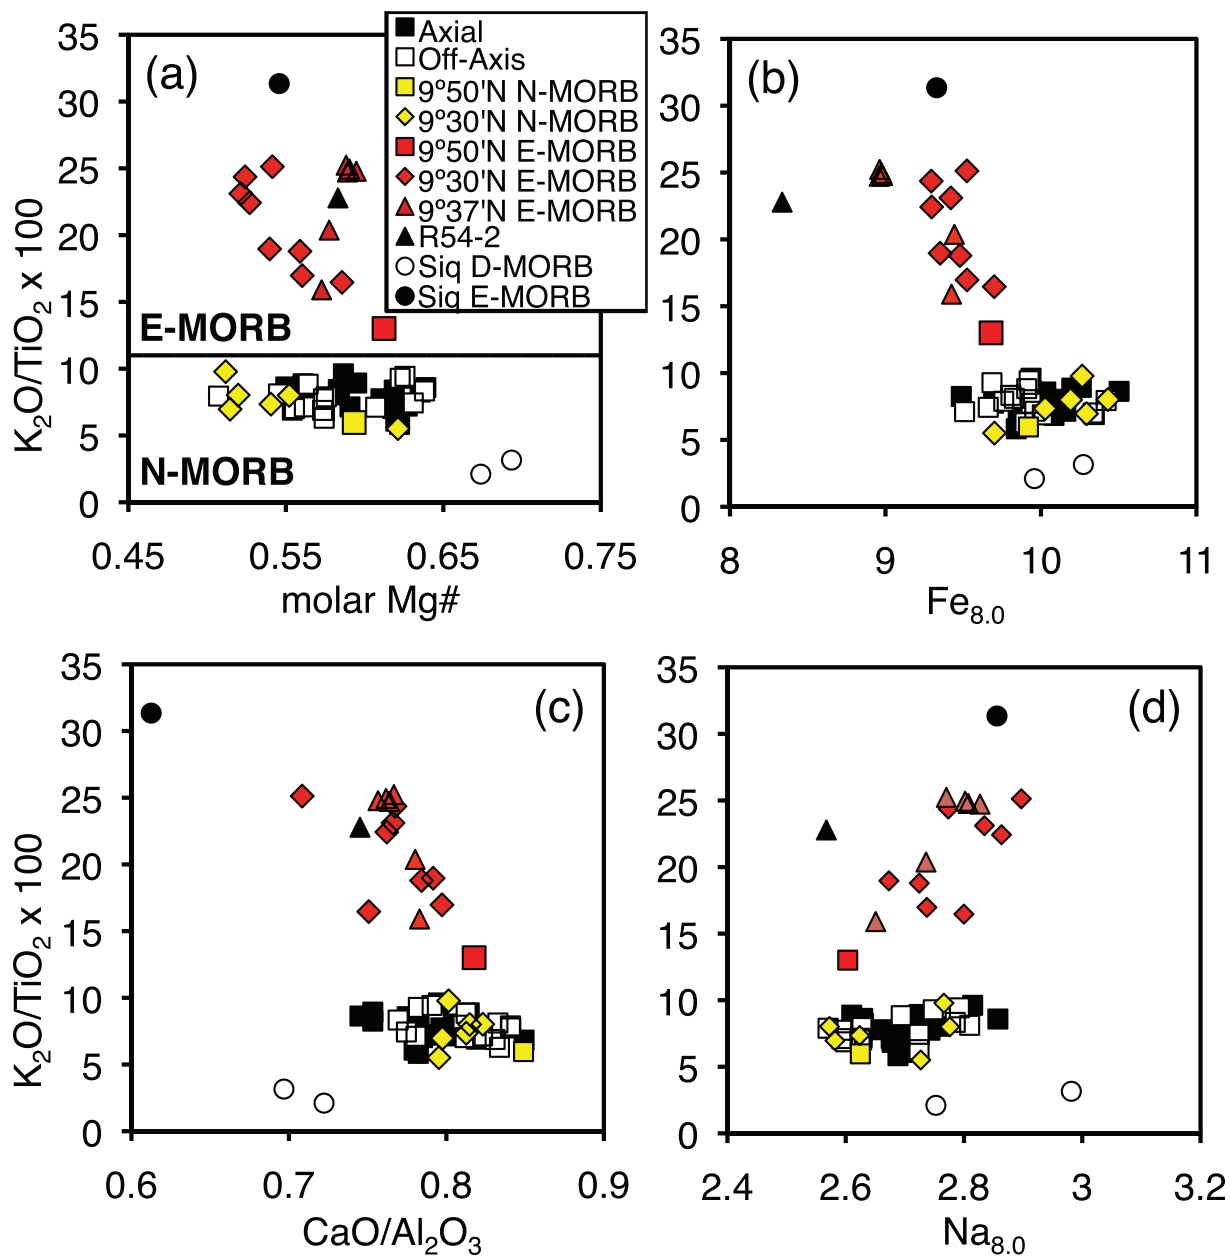 (a)
35
30
25
20
15
10
5
0
K2O/TiO2 x 100
Axial
Off-Axis
9º50'N N-MORB
9º30'N N-MORB
9º50'N E-MORB
9º30'N E-MORB
9º37'N E-MORB
R54-2
Siq D-MORB
Siq E-MORB
E-MORB
N-MORB
0.45 0.55 0.65 0.75
molar Mg#
(b)
35
30
25
20
15
10
5
0
8 9 10 11
Fe8.0
(c)
35
30
25
20
15
10
5
0
K2O/TiO2 x 100
0.6 0.7 0.8 0.9
CaO/Al2O3
(d)
35
30
25
20
15
10
5
0
2.4 2.6 2.8 3 3.2
Na8.0